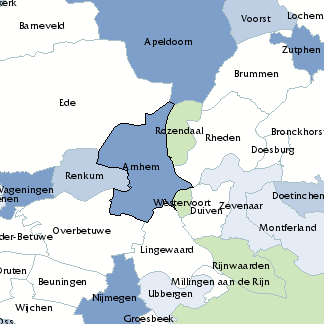 erk
Lochem
Voorst
Barneveld
Apeldoorn
Zutphen
Brummen
Ede
Rozendaal
Bronckhorst
Rheden
Doesburg
Arnhem
Renkum
Wageningen
enen
Doetinchem
Westervoort
Zevenaar
Duiven
Montferland
Overbetuwe
der-Betuwe
Lingewaard
Rijnwaarden
Druten
Beuningen
Millingen aan de Rijn
Ubbergen
Nijmegen
Wijchen
Groesbeek
Oss